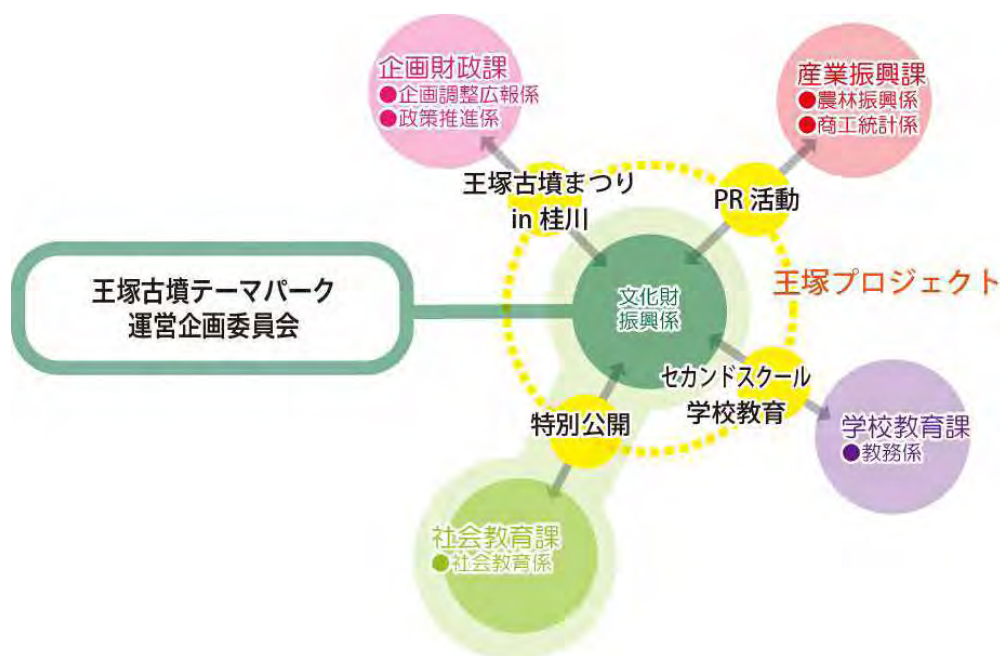 企画財政課
●企画調整広報係
●政策推進係
産業振興課
●農林振興係
●商工統計係
王塚古墳まつり
in 桂川
PR 活動
王塚古墳テーマパーク
運営企画委員会
文化財
振興係
王塚プロジェクト
セカンドスクール
学校教育
特別公開
学校教育課
●教務係
社会教育課
●社会教育係